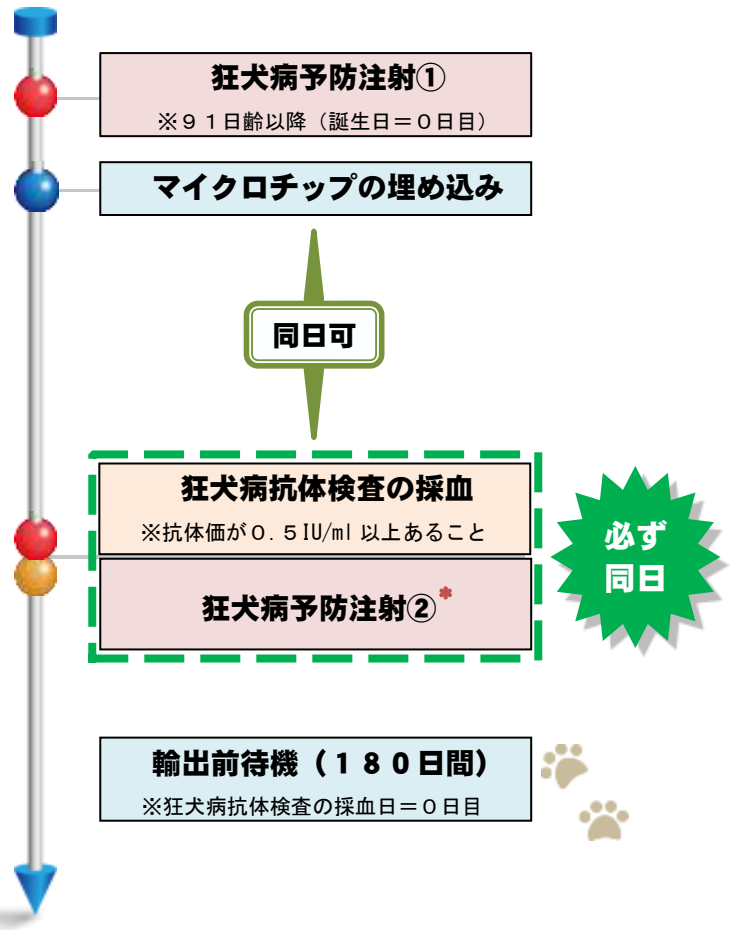 狂犬病予防注射①
※９１日齢以降（誕生日＝０日目）
マイクロチップの埋め込み
同日可
狂犬病抗体検査の採血
※抗体価が０．５IU/ml 以上あること
狂犬病予防注射②*
必ず
同日
輸出前待機（１８０日間）
※狂犬病抗体検査の採血日＝０日目